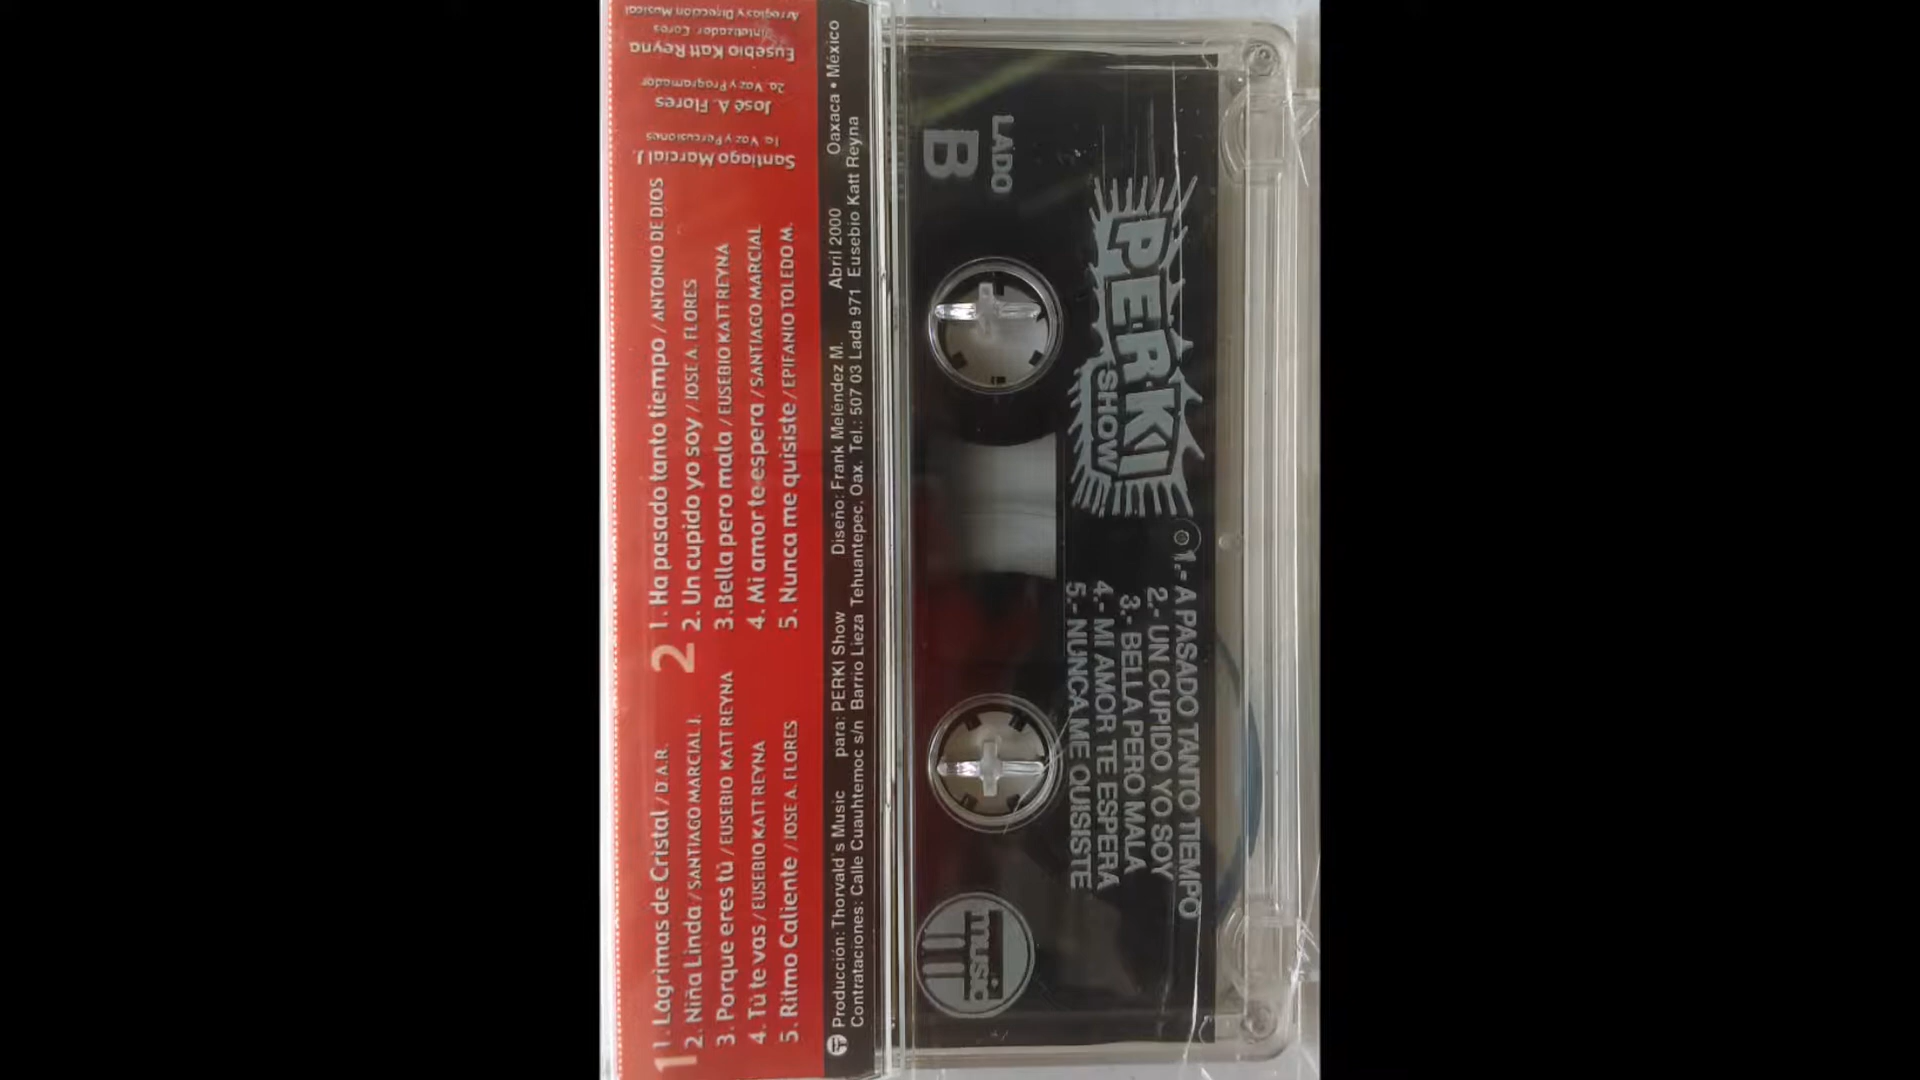 1
1. Lágrimas de Cristal / D.A.R.
2. Niña Linda / SANTIAGO MARCIAL J.
3. Porque eres tú / EUSEBIO KATT REYNA
4. Tú te vas / EUSEBIO KATT REYNA
5. Ritmo Caliente / JOSE A. FLORES
2
1. Ha pasado tanto tiempo / ANTONIO DE DIOS
2. Un cupido yo soy / JOSE A. FLORES
3. Bella pero mala / EUSEBIO KATT REYNA
4. Mi amor te espera / SANTIAGO MARCIAL
5. Nunca me quisiste / EPIFANIO TOLEDO M.
Santiago Marcial J.
1a. Voz y Percusiones
José A. Flores
2a. Voz y Programador
Eusebio Katt Reyna
Sintetizador Coros
Arreglos y Dirección Musical
Producción: Thorvald's Music para: PERKI Show Diseño: Frank Meléndez M. Abril 2000 Oaxaca • México
Contrataciones: Calle Cuauhtemoc s/n Barrio Lieza Tehuantepec, Oax. Tel.: 507 03 Lada 971 Eusebio Katt Reyna
LADO
B
PERKI
SHOW
1.- A PASADO TANTO TIEMPO
2.- UN CUPIDO YO SOY
3.- BELLA PERO MALA
4.- MI AMOR TE ESPERA
5.- NUNCA ME QUISISTE
music